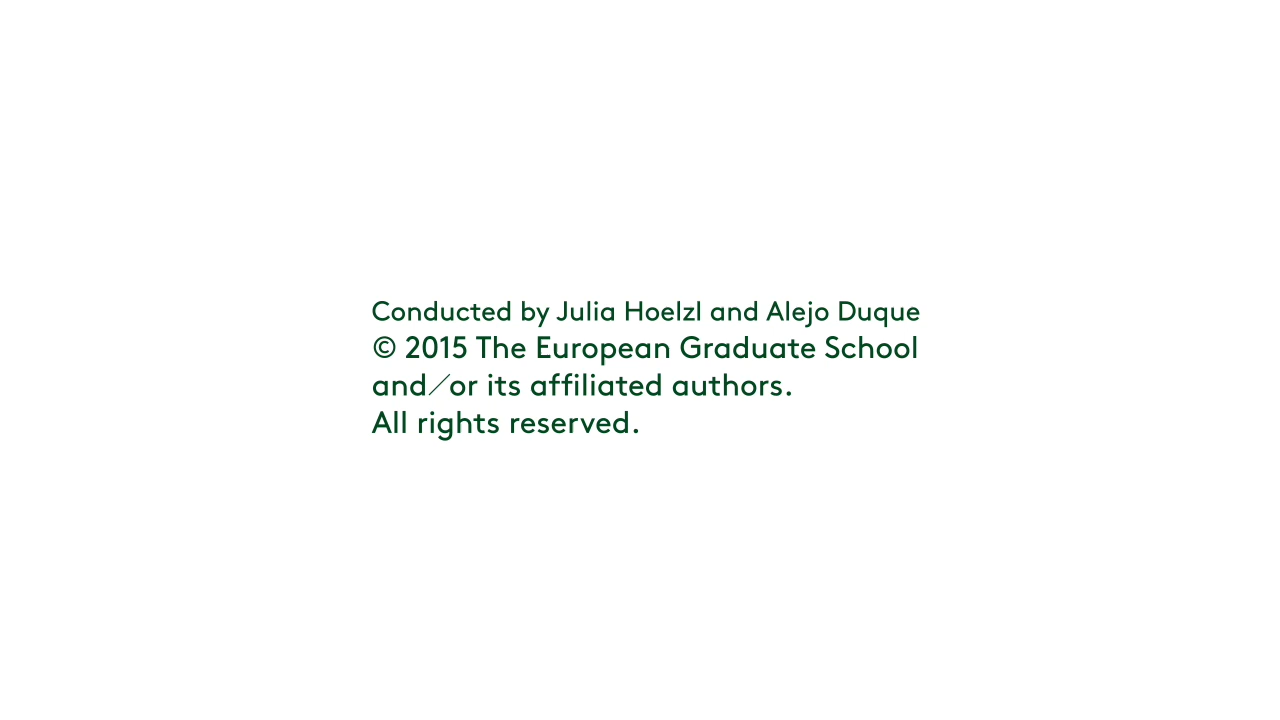 Conducted by Julia Hoelzl and Alejo Duque
© 2015 The European Graduate School
and/or its affiliated authors.
All rights reserved.